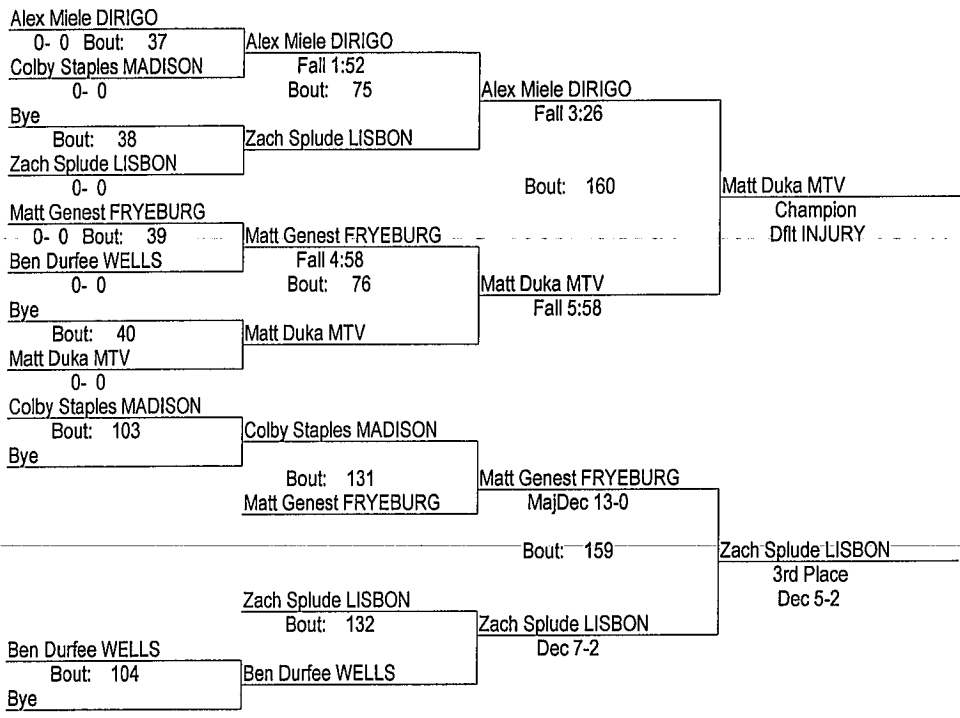 Alex Miele DIRIGO
0- 0 Bout: 37
Colby Staples MADISON
0- 0
Bye
Bout: 38
Zach Splude LISBON
0- 0
Matt Genest FRYEBURG
0- 0 Bout: 39
Ben Durfee WELLS
0- 0
Bye
Bout: 40
Matt Duka MTV
0- 0
Alex Miele DIRIGO
Fall 1:52
Bout: 75
Zach Splude LISBON
Matt Genest FRYEBURG
Fall 4:58
Bout: 76
Matt Duka MTV
Alex Miele DIRIGO
Fall 3:26
Bout: 160
Matt Duka MTV
Fall 5:58
Matt Duka MTV
Champion
Dflt INJURY
Colby Staples MADISON
Bout: 103
Bye
Colby Staples MADISON
Bout: 131
Matt Genest FRYEBURG
Zach Splude LISBON
Bout: 132
Ben Durfee WELLS
Ben Durfee WELLS
Bout: 104
Bye
Matt Genest FRYEBURG
MajDec 13-0
Bout: 159
Zach Splude LISBON
Dec 7-2
Zach Splude LISBON
3rd Place
Dec 5-2